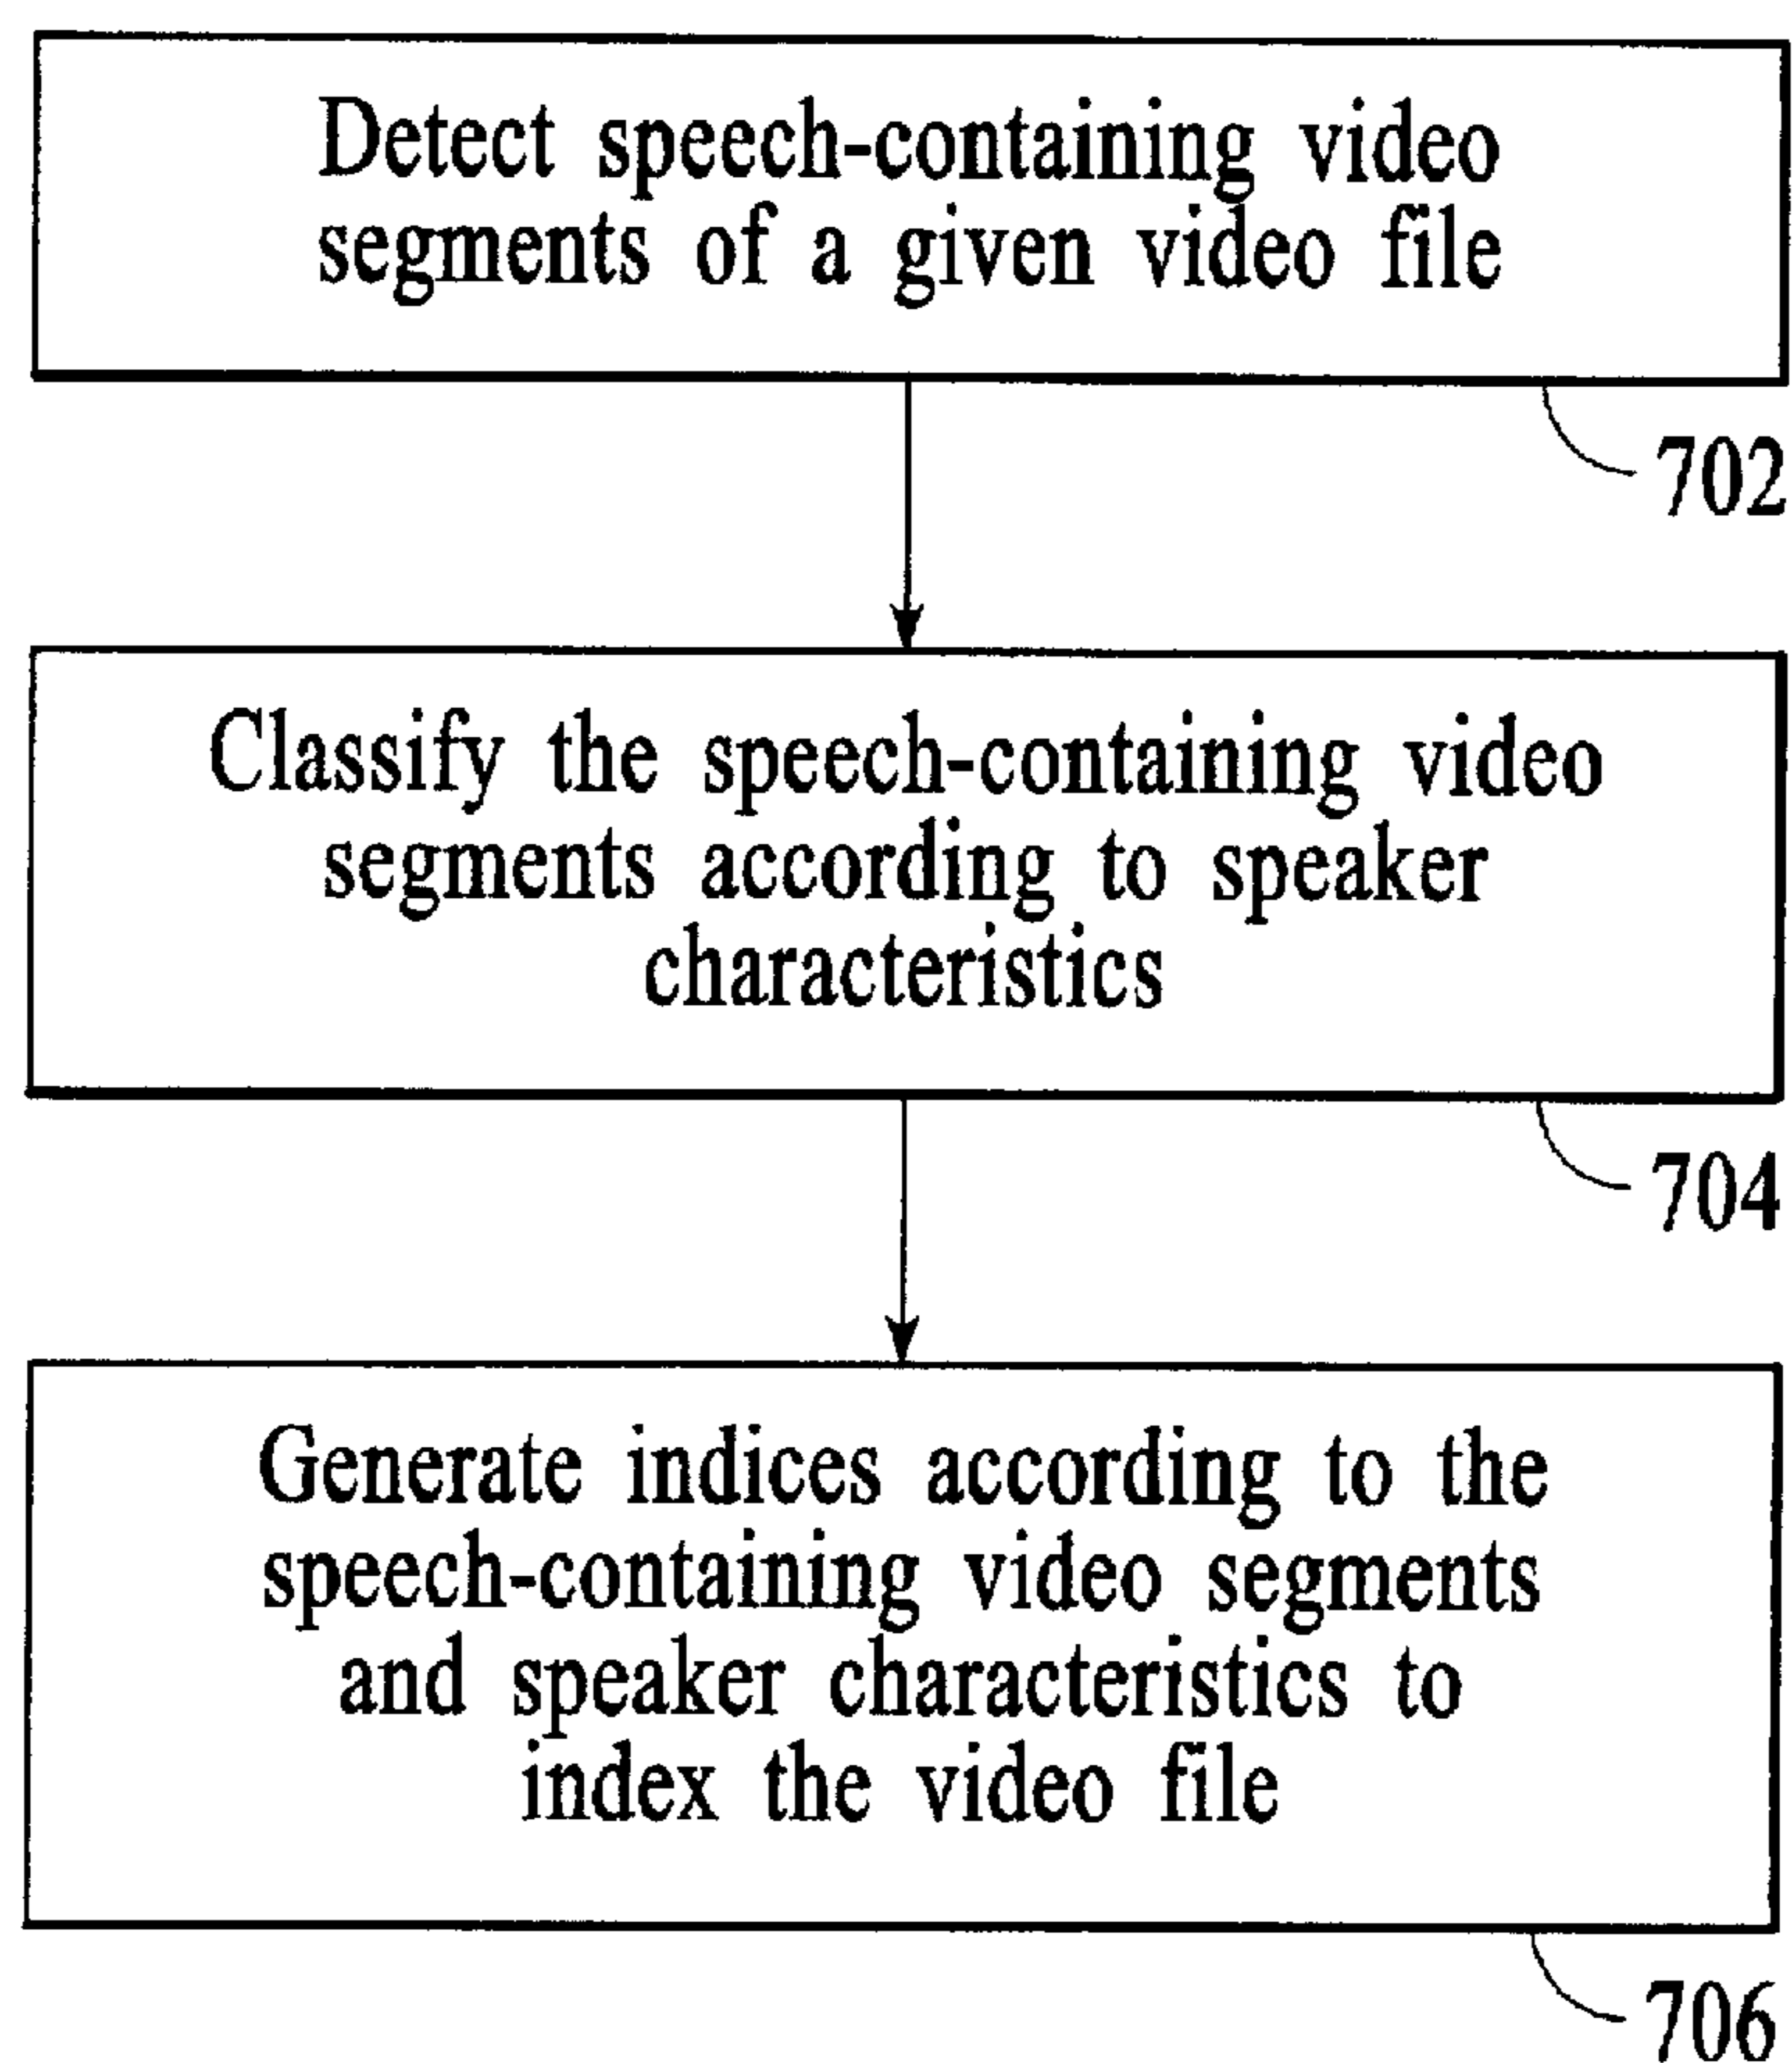 Detect speech-containing video
segments of a given video file
702
Classify the speech-containing video
segments according to speaker
characteristics
704
Generate indices according to the
speech-containing video segments
and speaker characteristics to
index the video file
706